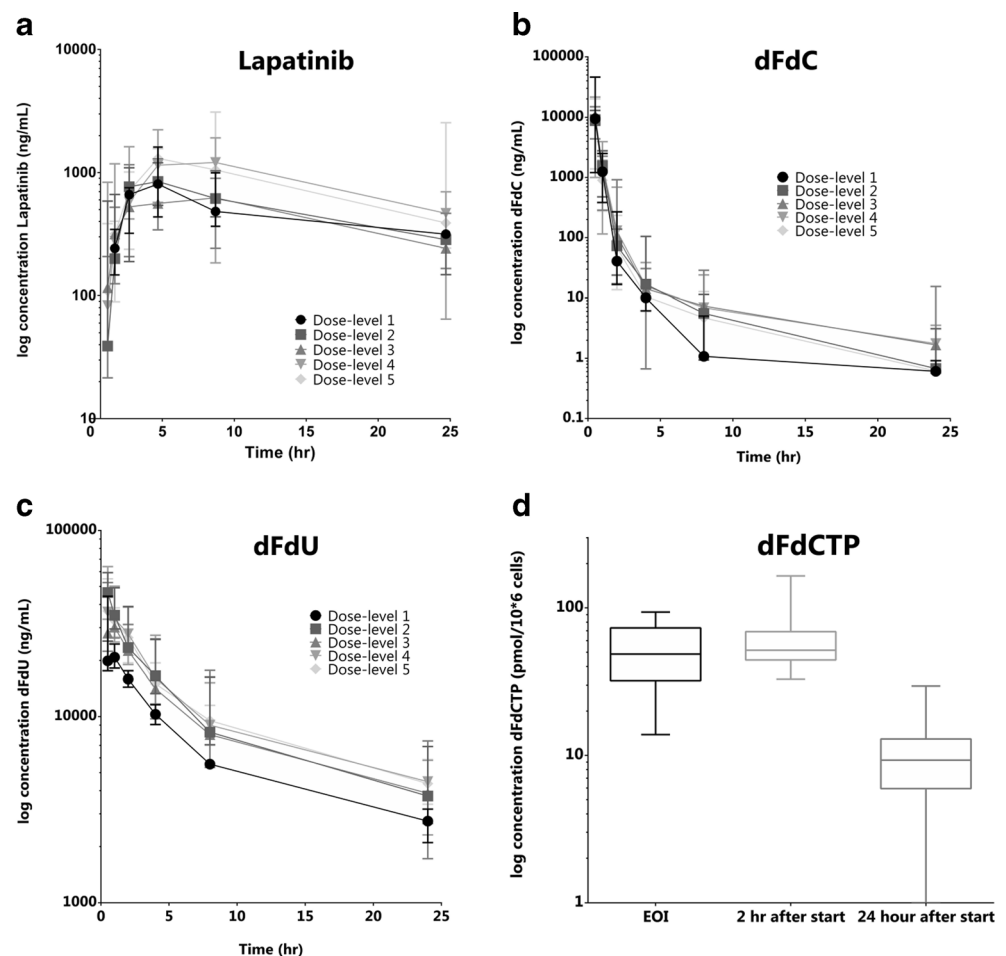 a
Lapatinib
log concentration Lapatinib (ng/mL)
10000
1000
100
10
0
5
10
15
20
25
Time (hr)
Dose-level 1
Dose-level 2
Dose-level 3
Dose-level 4
Dose-level 5
b
dFdC
log concentration dFdC (ng/mL)
100000
10000
1000
100
10
1
0.1
0
5
10
15
20
25
Time (hr)
Dose-level 1
Dose-level 2
Dose-level 3
Dose-level 4
Dose-level 5
c
dFdU
log concentration dFdU (ng/mL)
100000
10000
1000
0
5
10
15
20
25
Time (hr)
Dose-level 1
Dose-level 2
Dose-level 3
Dose-level 4
Dose-level 5
d
dFdCTP
log concentration dFdCTP (pmol/10*6 cells)
100
10
1
EOI
2 hr after start
24 hour after start